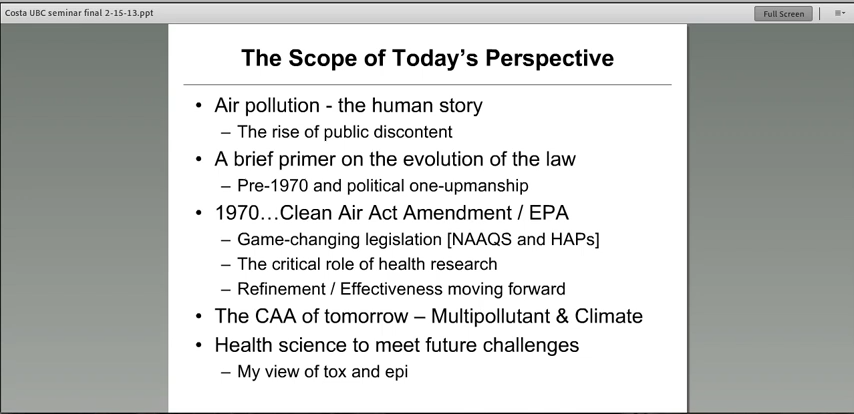 Costa UBC seminar final 2-15-13.ppt
Full Screen
The Scope of Today's Perspective
• Air pollution - the human story
– The rise of public discontent
• A brief primer on the evolution of the law
– Pre-1970 and political one-upmanship
• 1970…Clean Air Act Amendment / EPA
– Game-changing legislation [NAAQS and HAPs]
– The critical role of health research
– Refinement / Effectiveness moving forward
• The CAA of tomorrow – Multipollutant & Climate
• Health science to meet future challenges
– My view of tox and epi